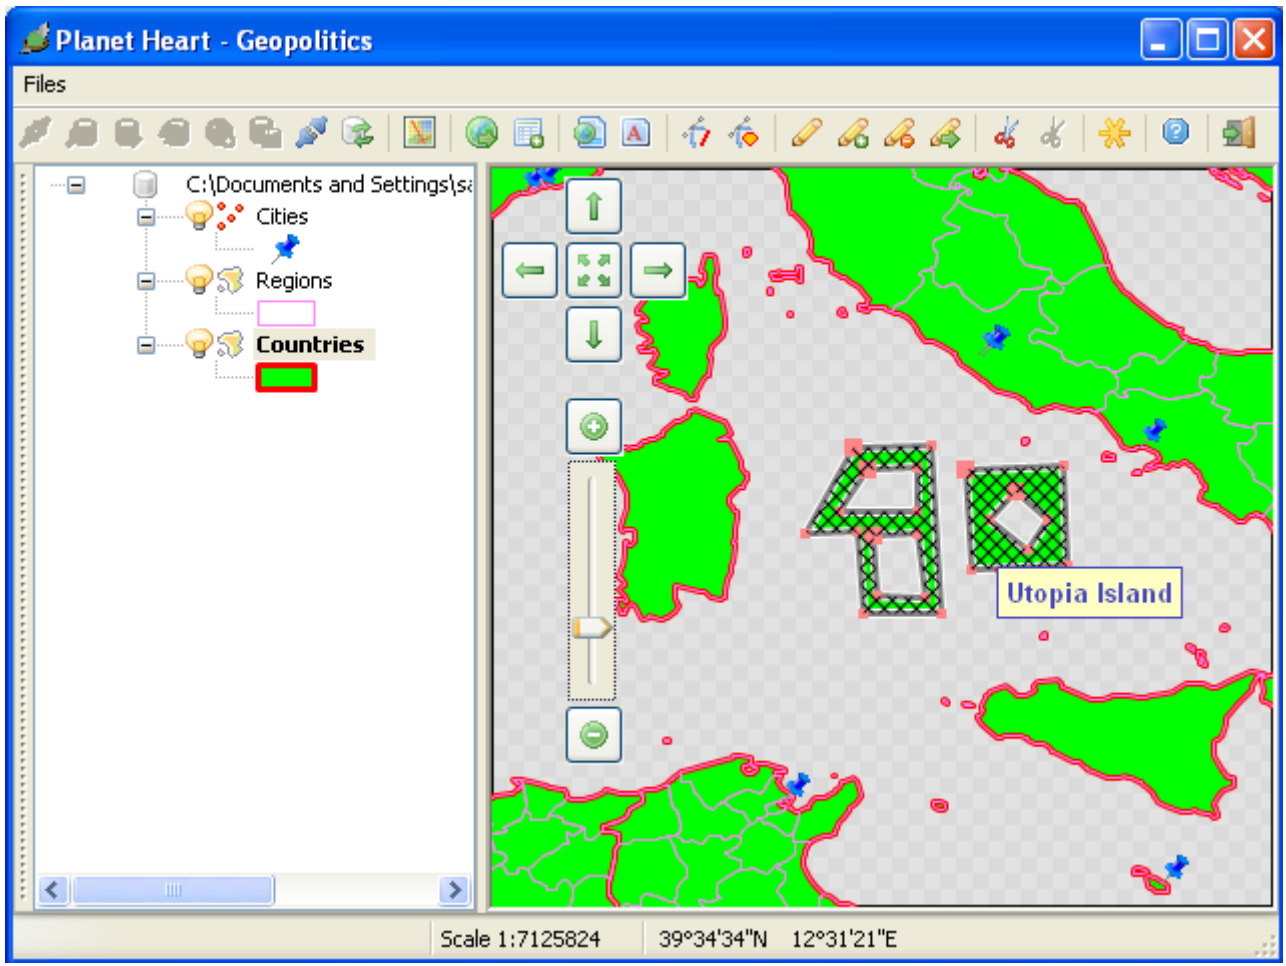 Planet Heart - Geopolitics
Files
C:\Documents and Settings\sa
Cities
Regions
Countries
Utopia Island
Scale 1:7125824 39°34'34"N 12°31'21"E